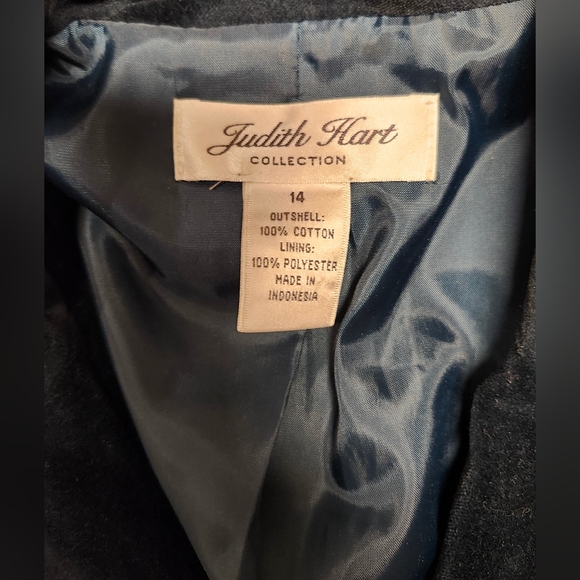 Judith Hart
COLLECTION
14
OUTSHELL:
100% COTTON
LINING:
100% POLYESTER
MADE IN
INDONESIA